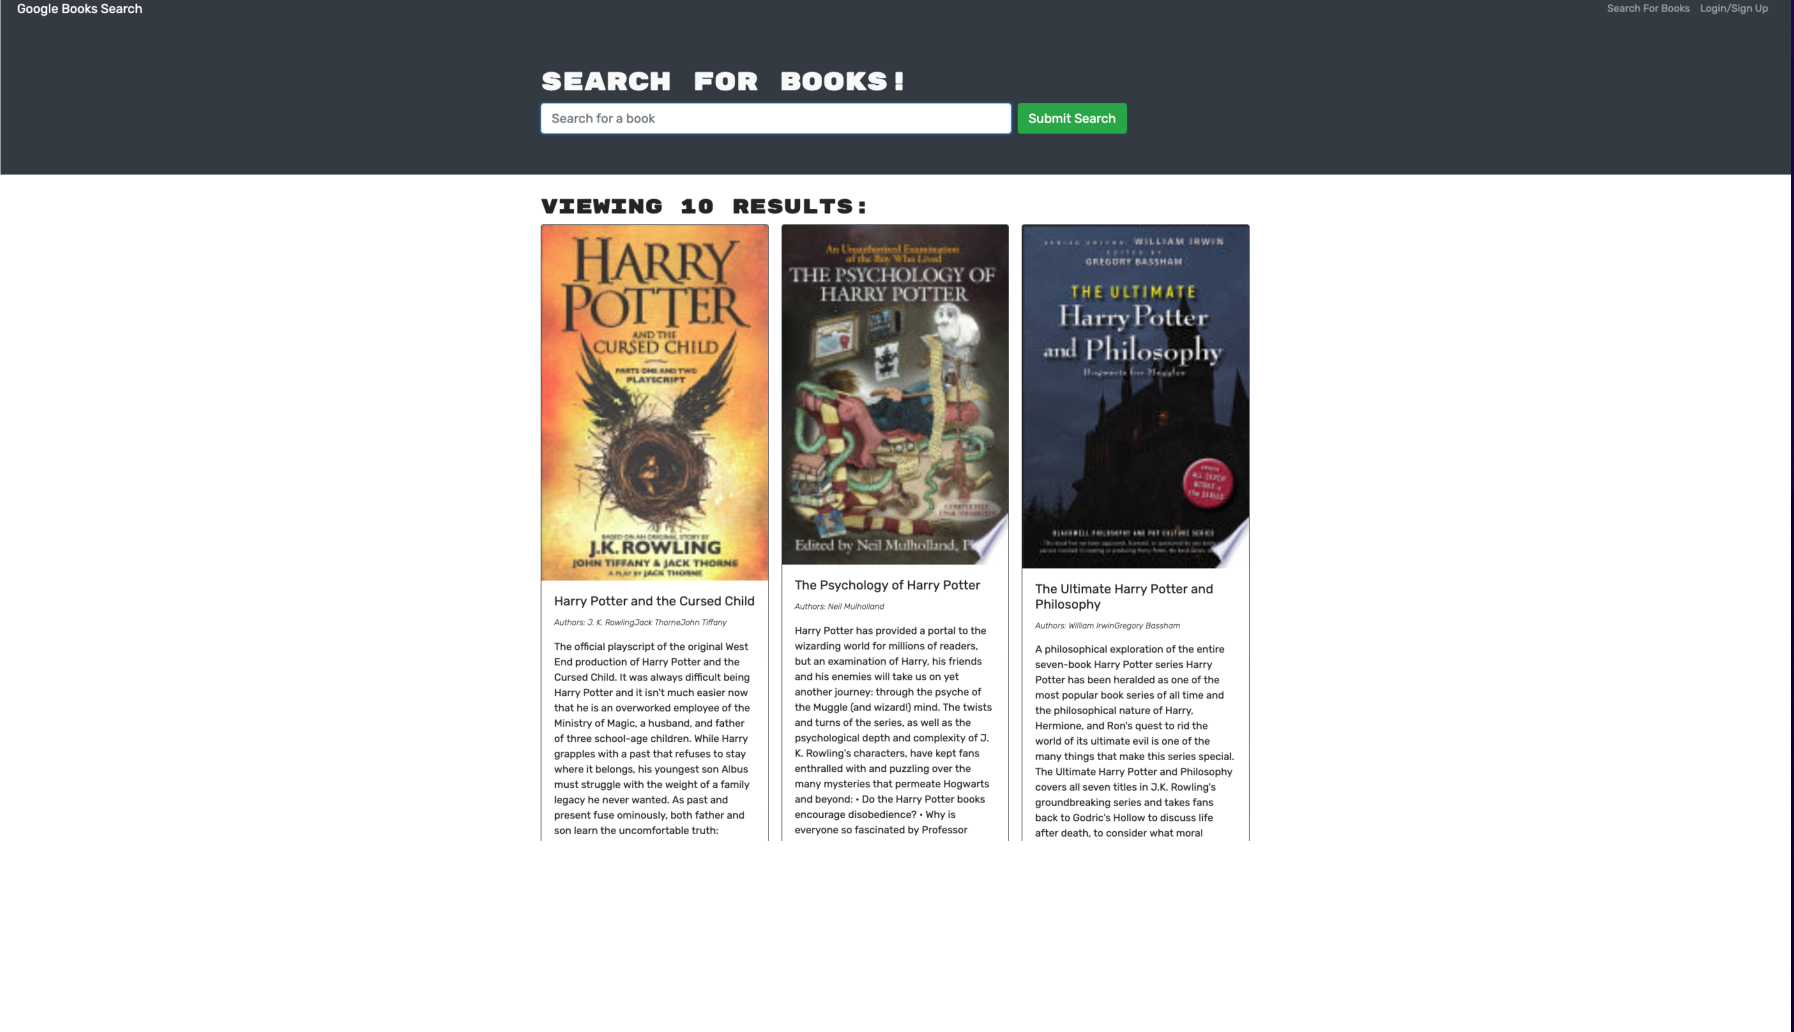 Google Books Search
Search For Books Login/Sign Up
SEARCH FOR BOOKS!
Search for a book
Submit Search
VIEWING 10 RESULTS:
HARRY
POTTER
AND THE
CURSED CHILD
PARTS ONE AND TWO
PLAYSCRIPT
BASED ON AN ORIGINAL STORY BY
J.K. ROWLING
JOHN TIFFANY & JACK THORNE
A PLAY BY JACK THORNE
Harry Potter and the Cursed Child
Authors: J. K. RowlingJack ThorneJohn Tiffany
The official playscript of the original West
End production of Harry Potter and the
Cursed Child. It was always difficult being
Harry Potter and it isn't much easier now
that he is an overworked employee of the
Ministry of Magic, a husband, and father
of three school-age children. While Harry
grapples with a past that refuses to stay
where it belongs, his youngest son Albus
must struggle with the weight of a family
legacy he never wanted. As past and
present fuse ominously, both father and
son learn the uncomfortable truth:
An Unauthorized Examination
of the Boy Who Lived
THE PSYCHOLOGY OF
HARRY POTTER
Edited by Neil Mulholland,
The Psychology of Harry Potter
Authors: Neil Mulholland
Harry Potter has provided a portal to the
wizarding world for millions of readers,
but an examination of Harry, his friends
and his enemies will take us on yet
another journey: through the psyche of
the Muggle (and wizard!) mind. The twists
and turns of the series, as well as the
psychological depth and complexity of J.
K. Rowling's characters, have kept fans
enthralled with and puzzling over the
many mysteries that permeate Hogwarts
and beyond: • Do the Harry Potter books
encourage disobedience? • Why is
everyone so fascinated by Professor
WILLIAM IRWIN
EDITED BY
GREGORY BASSHAM
THE ULTIMATE
Harry Potter
and Philosophy
Hogwarts for Muggles
BLACKWELL PHILOSOPHY AND POP CULTURE SERIES
The Ultimate Harry Potter and
Philosophy
Authors: William IrwinGregory Bassham
A philosophical exploration of the entire
seven-book Harry Potter series Harry
Potter has been heralded as one of the
most popular book series of all time and
the philosophical nature of Harry,
Hermione, and Ron's quest to rid the
world of its ultimate evil is one of the
many things that make this series special.
The Ultimate Harry Potter and Philosophy
covers all seven titles in J.K. Rowling's
groundbreaking series and takes fans
back to Godric's Hollow to discuss life
after death, to consider what moral